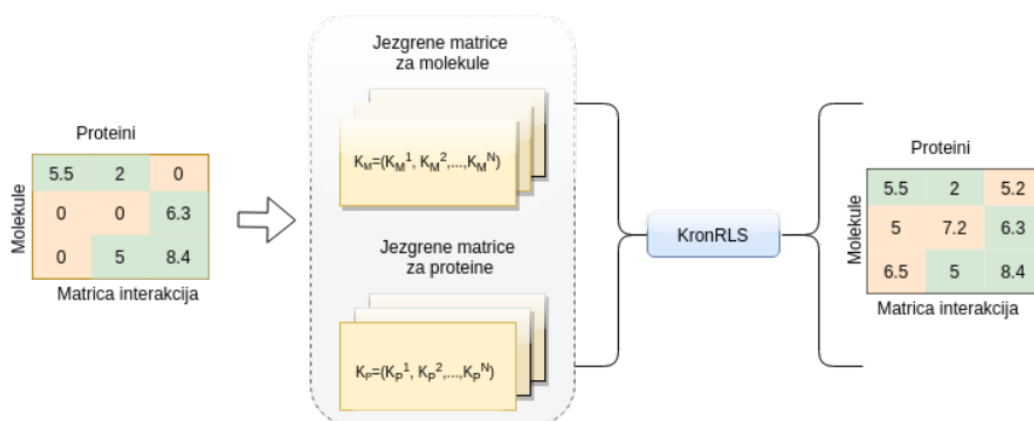 Proteini
Molekule
5.5 2 0
0 0 6.3
0 5 8.4
Matrica interakcija
Jezgrene matrice
za molekule
K_M=(K_M^1, K_M^2,...,K_M^N)
Jezgrene matrice
za proteine
K_P=(K_P^1, K_P^2,...,K_P^N)
KronRLS
Proteini
Molekule
5.5 2 5.2
5 7.2 6.3
6.5 5 8.4
Matrica interakcija